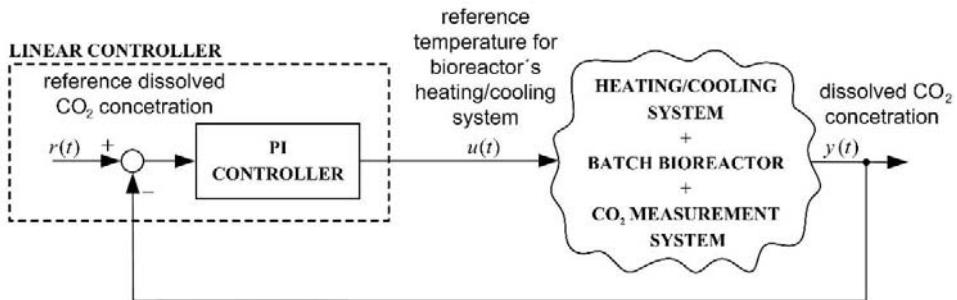 LINEAR CONTROLLER
reference dissolved
CO₂ concetration
r(t)
+
−
PI
CONTROLLER
reference
temperature for
bioreactor´s
heating/cooling
system
u(t)
HEATING/COOLING
SYSTEM
+
BATCH BIOREACTOR
+
CO₂ MEASUREMENT
SYSTEM
dissolved CO₂
concetration
y(t)